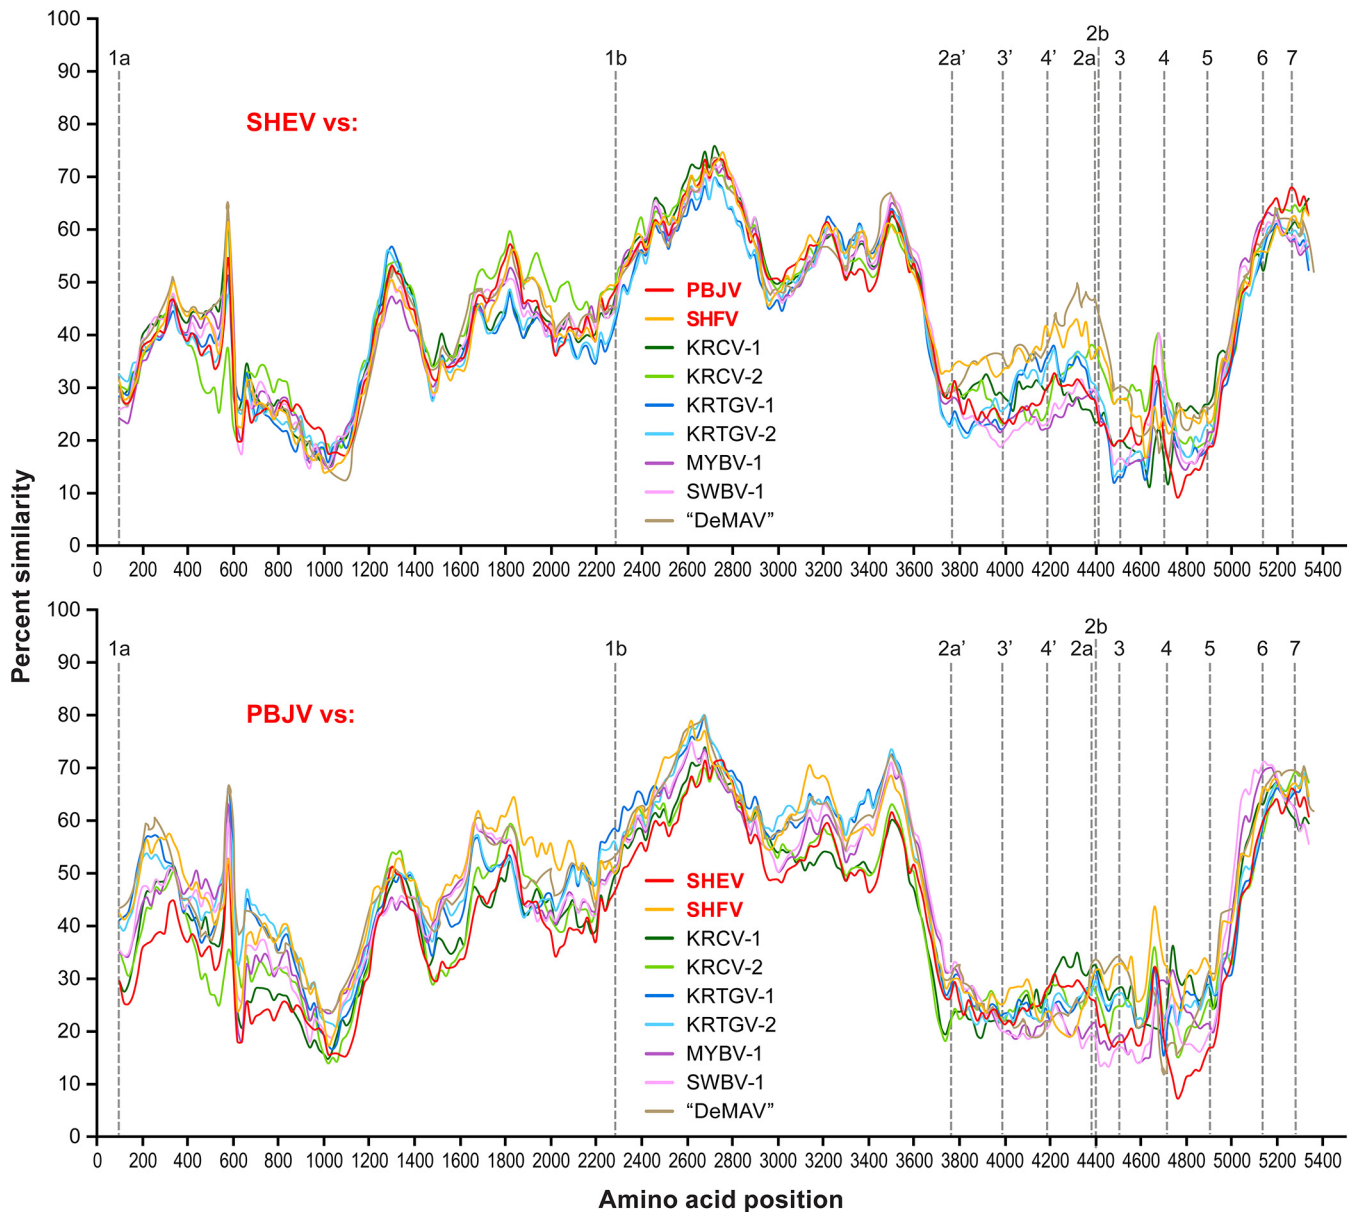 Percent similarity
100
90
80
70
60
50
40
30
20
10
0
1a 1b 2a’ 3’ 4’ 2a 2b 3 4 5 6 7
SHEV vs:
PBJV
SHFV
KRCV-1
KRCV-2
KRTGV-1
KRTGV-2
MYBV-1
SWBV-1
“DeMAV”
0 200 400 600 800 1000 1200 1400 1600 1800 2000 2200 2400 2600 2800 3000 3200 3400 3600 3800 4000 4200 4400 4600 4800 5000 5200 5400
100
90
80
70
60
50
40
30
20
10
0
1a 1b 2a’ 3’ 4’ 2a 2b 3 4 5 6 7
PBJV vs:
SHEV
SHFV
KRCV-1
KRCV-2
KRTGV-1
KRTGV-2
MYBV-1
SWBV-1
“DeMAV”
0 200 400 600 800 1000 1200 1400 1600 1800 2000 2200 2400 2600 2800 3000 3200 3400 3600 3800 4000 4200 4400 4600 4800 5000 5200 5400
Amino acid position